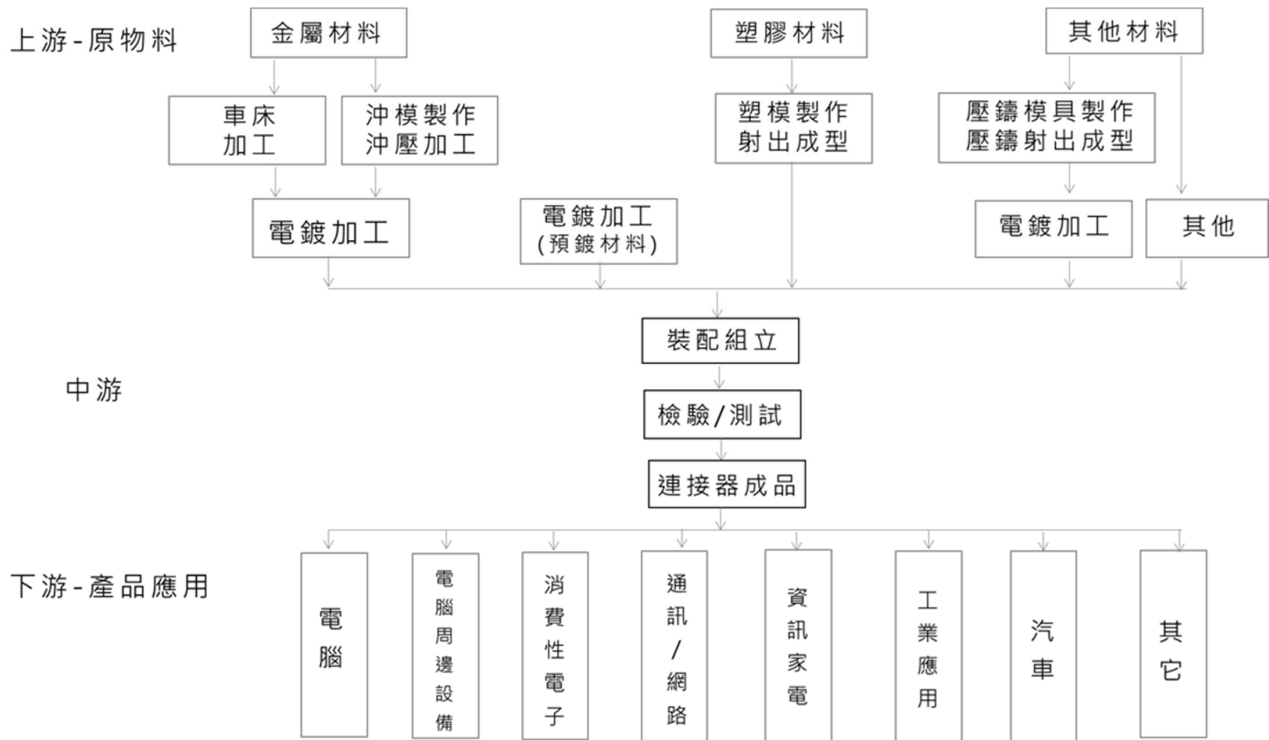 上游-原物料
金屬材料
塑膠材料
其他材料
車床
加工
沖模製作
沖壓加工
塑模製作
射出成型
壓鑄模具製作
壓鑄射出成型
電鍍加工
電鍍加工
(預鍍材料)
電鍍加工
其他
裝配組立
中游
檢驗/測試
連接器成品
下游-產品應用
電腦
電腦周邊設備
消費性電子
通訊/網路
資訊家電
工業應用
汽車
其它